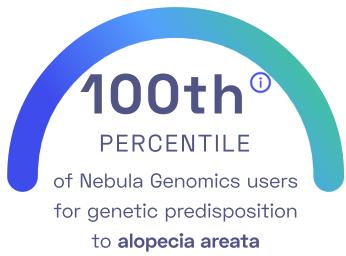 100th
PERCENTILE
of Nebula Genomics users
for genetic predisposition
to alopecia areata